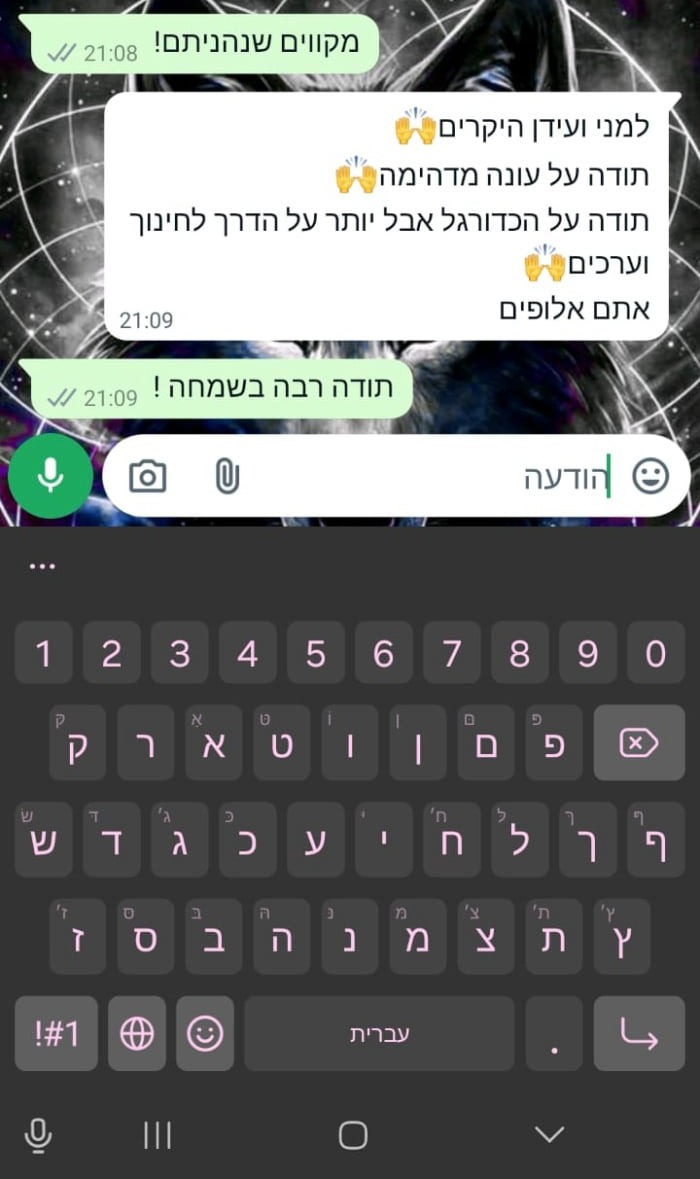 מקווים שנהניתם!
21:08
למני ועידן היקרים🙌
תודה על עונה מדהימה🙌
תודה על הכדורגל אבל יותר על הדרך לחינוך
וערכים🙌
אתם אלופים
21:09
תודה רבה בשמחה !
21:09
הודעה
...
1 2 3 4 5 6 7 8 9 0
ק ר א ט ו ן ם פ
ש ד ג כ ע י ח ל ך ף
ז ס ב ה נ מ צ ת ץ
!#1 עברית .